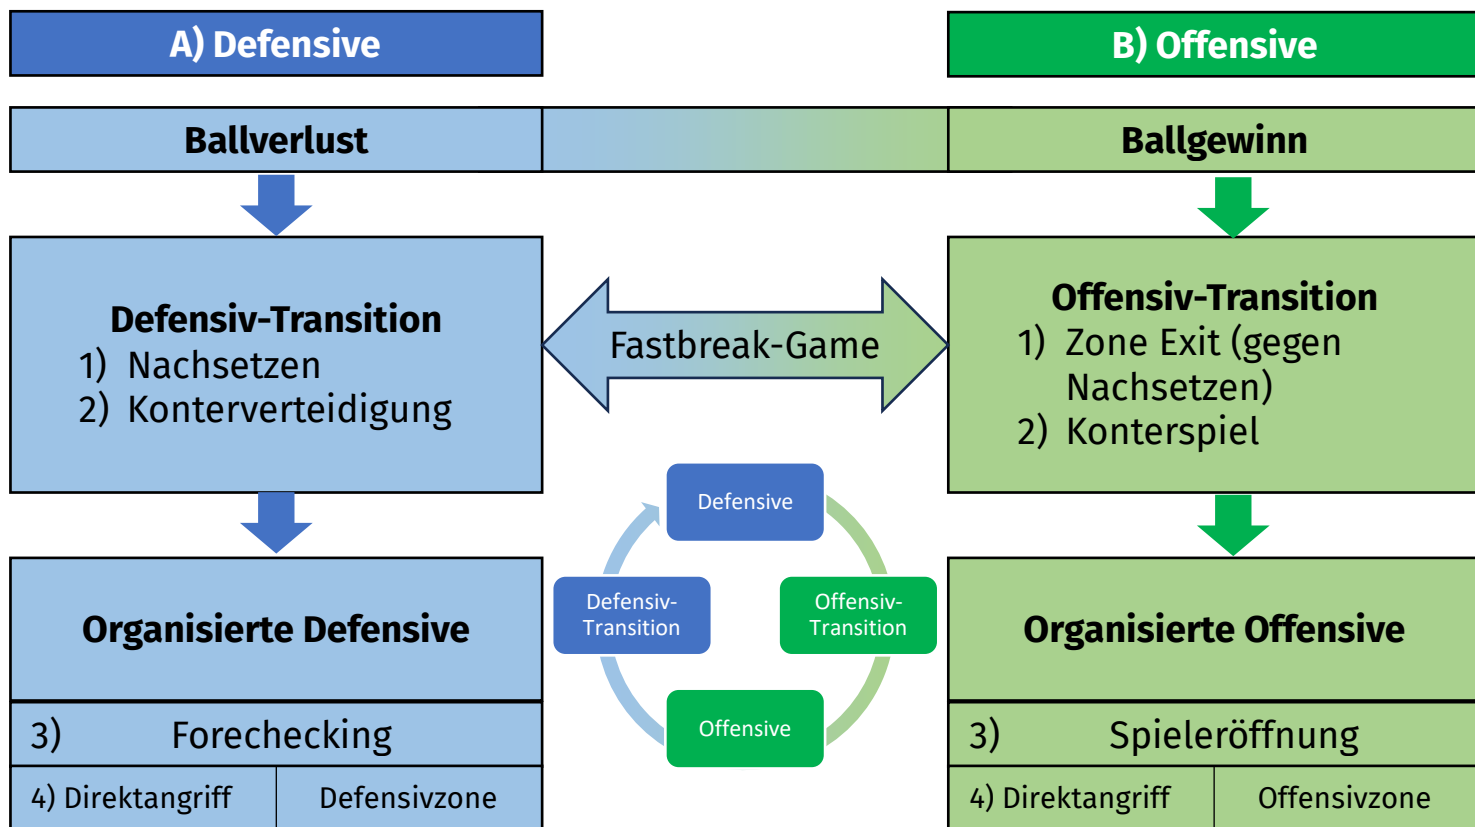 A) Defensive
B) Offensive
Ballverlust
Ballgewinn
Defensiv-Transition
1) Nachsetzen
2) Konterverteidigung
Fastbreak-Game
Offensiv-Transition
1) Zone Exit (gegen
Nachsetzen)
2) Konterspiel
Defensive
Defensiv-
Transition
Offensiv-
Transition
Offensive
Organisierte Defensive
3) Forechecking
4) Direktangriff
Defensivzone
Organisierte Offensive
3) Spieleröffnung
4) Direktangriff
Offensivzone